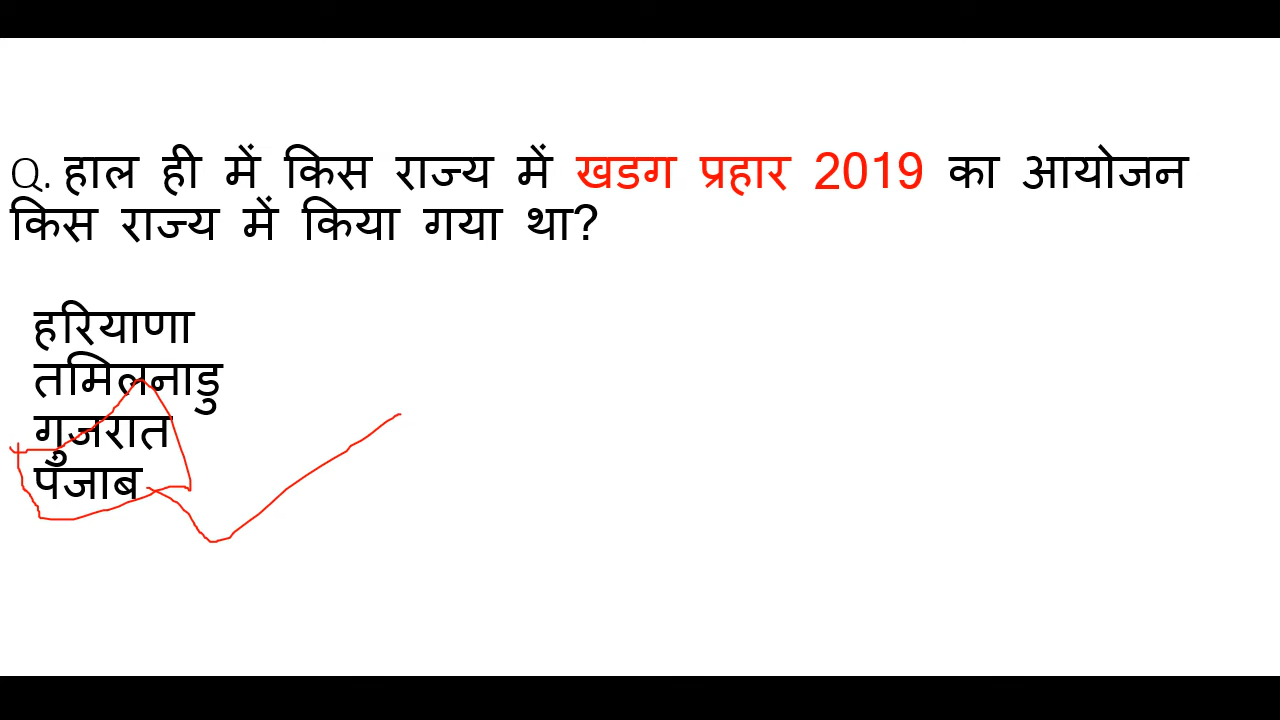 Q. हाल ही में किस राज्य में खडग प्रहार 2019 का आयोजन
किस राज्य में किया गया था?
हरियाणा
तमिलनाडु
गुजरात
पंजाब